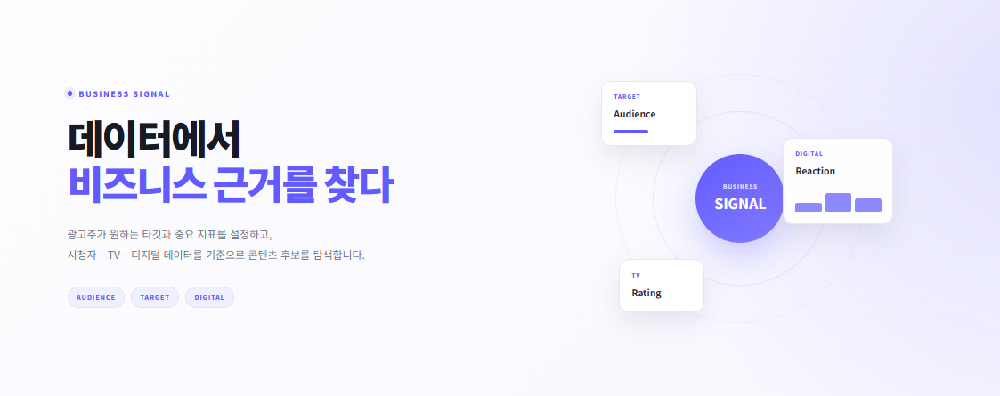 BUSINESS SIGNAL
데이터에서
비즈니스 근거를 찾다
광고주가 원하는 타깃과 중요 지표를 설정하고,
시청자 · TV · 디지털 데이터를 기준으로 콘텐츠 후보를 탐색합니다.
AUDIENCE
TARGET
DIGITAL
TARGET
Audience
DIGITAL
Reaction
BUSINESS
SIGNAL
TV
Rating